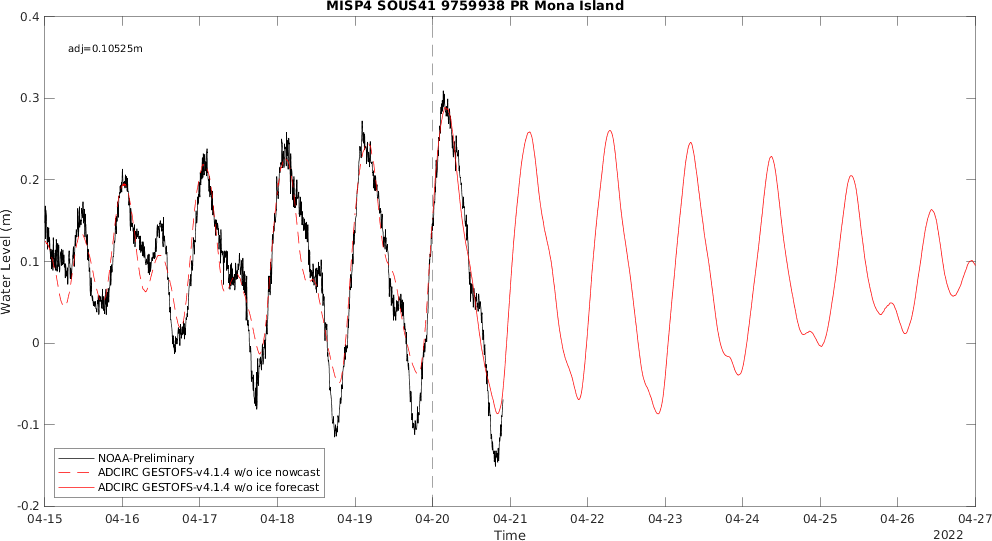 MISP4 SOUS41 9759938 PR Mona Island
adj=0.10525m
0.4
0.3
0.2
0.1
0
-0.1
-0.2
Water Level (m)
NOAA-Preliminary
ADCIRC GESTOFS-v4.1.4 w/o ice nowcast
ADCIRC GESTOFS-v4.1.4 w/o ice forecast
04-15 04-16 04-17 04-18 04-19 04-20 04-21 04-22 04-23 04-24 04-25 04-26 04-27
Time
2022